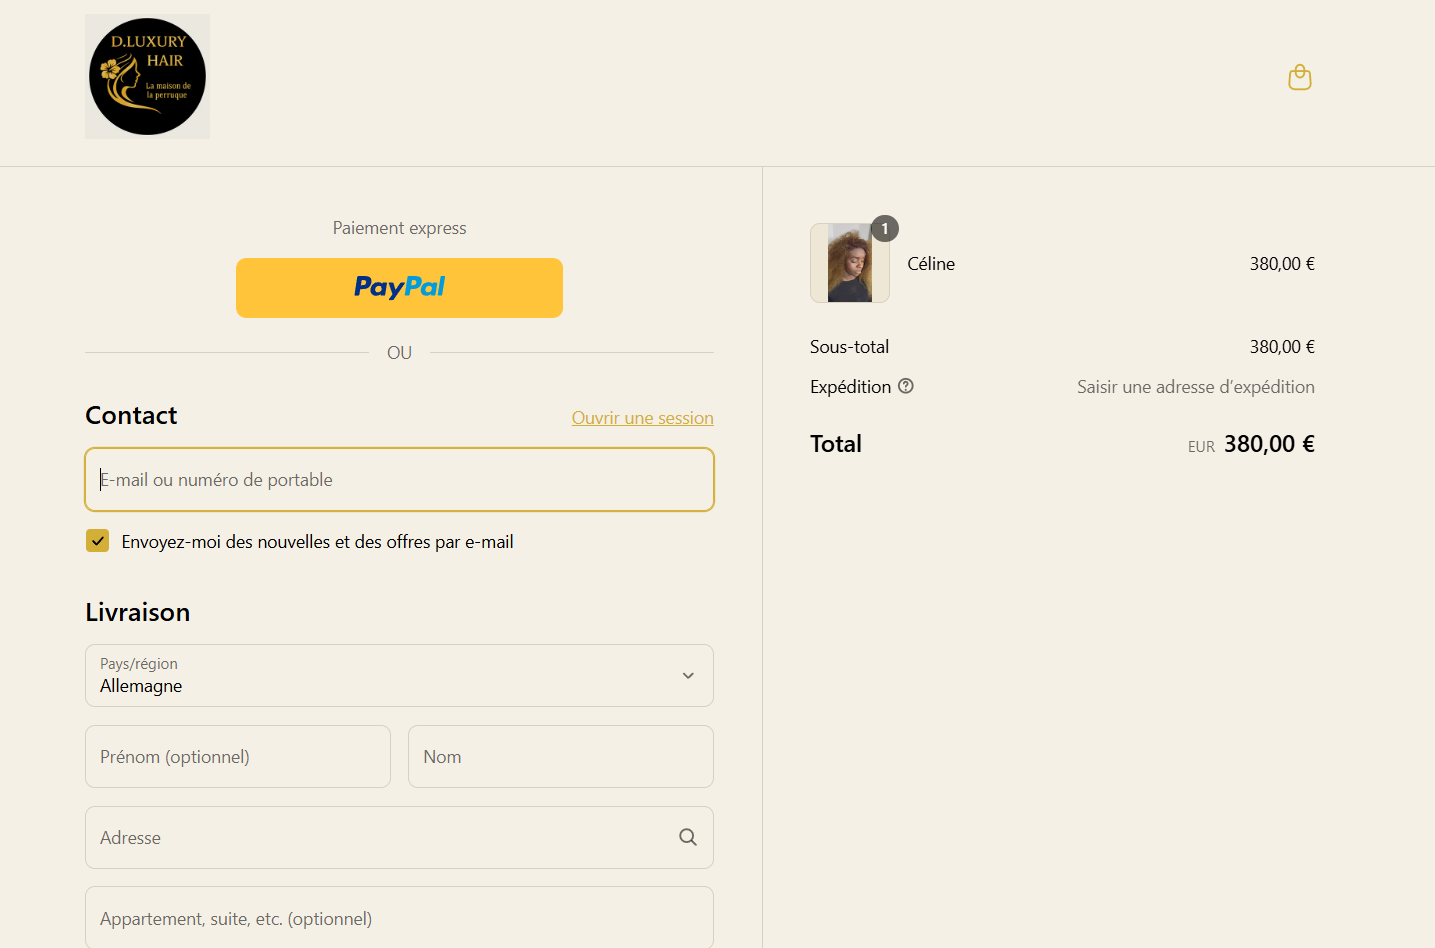 D.LUXURY
HAIR
La maison de
la perruque
Paiement express
PayPal
OU
Contact
Ouvrir une session
E-mail ou numéro de portable
Envoyez-moi des nouvelles et des offres par e-mail
Livraison
Pays/région
Allemagne
Prénom (optionnel)
Nom
Adresse
Appartement, suite, etc. (optionnel)
1
Céline
380,00 €
Sous-total
380,00 €
Expédition
Saisir une adresse d’expédition
Total
EUR 380,00 €